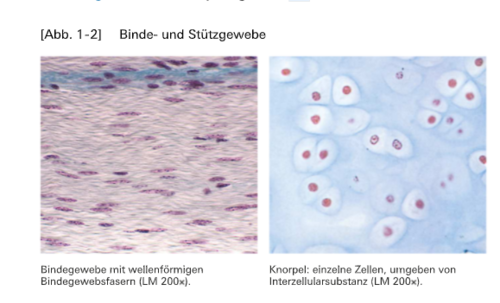 [Abb. 1-2] Binde- und Stützgewebe
Bindegewebe mit wellenförmigen
Bindegewebsfasern (LM 200×).
Knorpel: einzelne Zellen, umgeben von
Interzellularsubstanz (LM 200×).